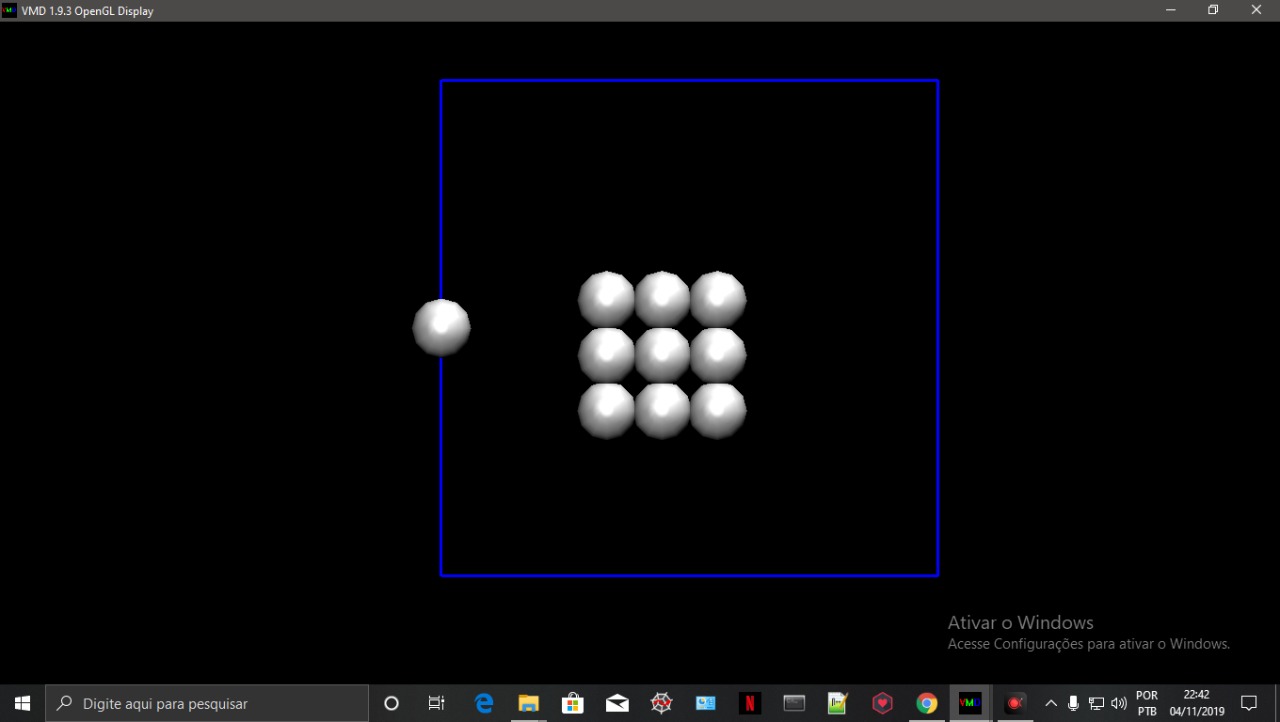 VMD 1.9.3 OpenGL Display
Ativar o Windows
Acesse Configurações para ativar o Windows.
Digite aqui para pesquisar
POR
PTB
22:42
04/11/2019